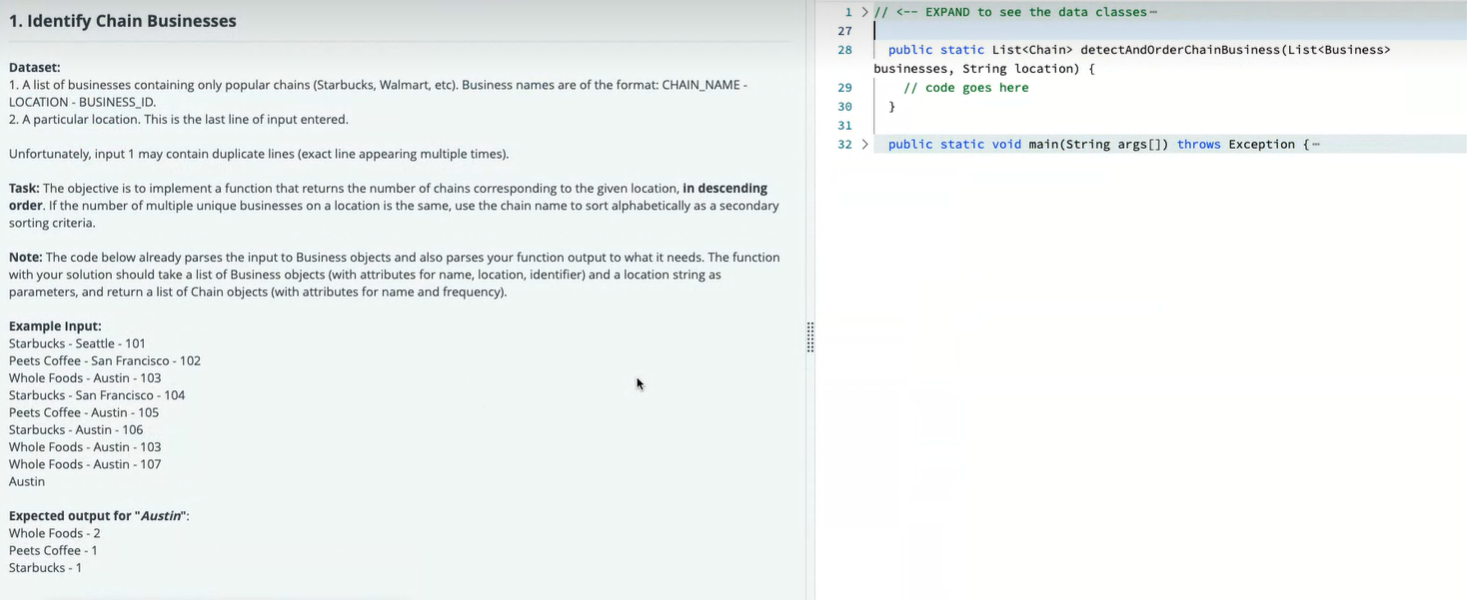 1. Identify Chain Businesses
Dataset:
1. A list of businesses containing only popular chains (Starbucks, Walmart, etc). Business names are of the format: CHAIN_NAME -
LOCATION - BUSINESS_ID.
2. A particular location. This is the last line of input entered.
Unfortunately, input 1 may contain duplicate lines (exact line appearing multiple times).
Task: The objective is to implement a function that returns the number of chains corresponding to the given location, in descending
order. If the number of multiple unique businesses on a location is the same, use the chain name to sort alphabetically as a secondary
sorting criteria.
Note: The code below already parses the input to Business objects and also parses your function output to what it needs. The function
with your solution should take a list of Business objects (with attributes for name, location, identifier) and a location string as
parameters, and return a list of Chain objects (with attributes for name and frequency).
Example Input:
Starbucks - Seattle - 101
Peets Coffee - San Francisco - 102
Whole Foods - Austin - 103
Starbucks - San Francisco - 104
Peets Coffee - Austin - 105
Starbucks - Austin - 106
Whole Foods - Austin - 103
Whole Foods - Austin - 107
Austin
Expected output for "Austin":
Whole Foods - 2
Peets Coffee - 1
Starbucks - 1
1 > // <-- EXPAND to see the data classes⋯
27
28 public static List<Chain> detectAndOrderChainBusiness(List<Business>
businesses, String location) {
29 // code goes here
30 }
31
32 > public static void main(String args[]) throws Exception {⋯